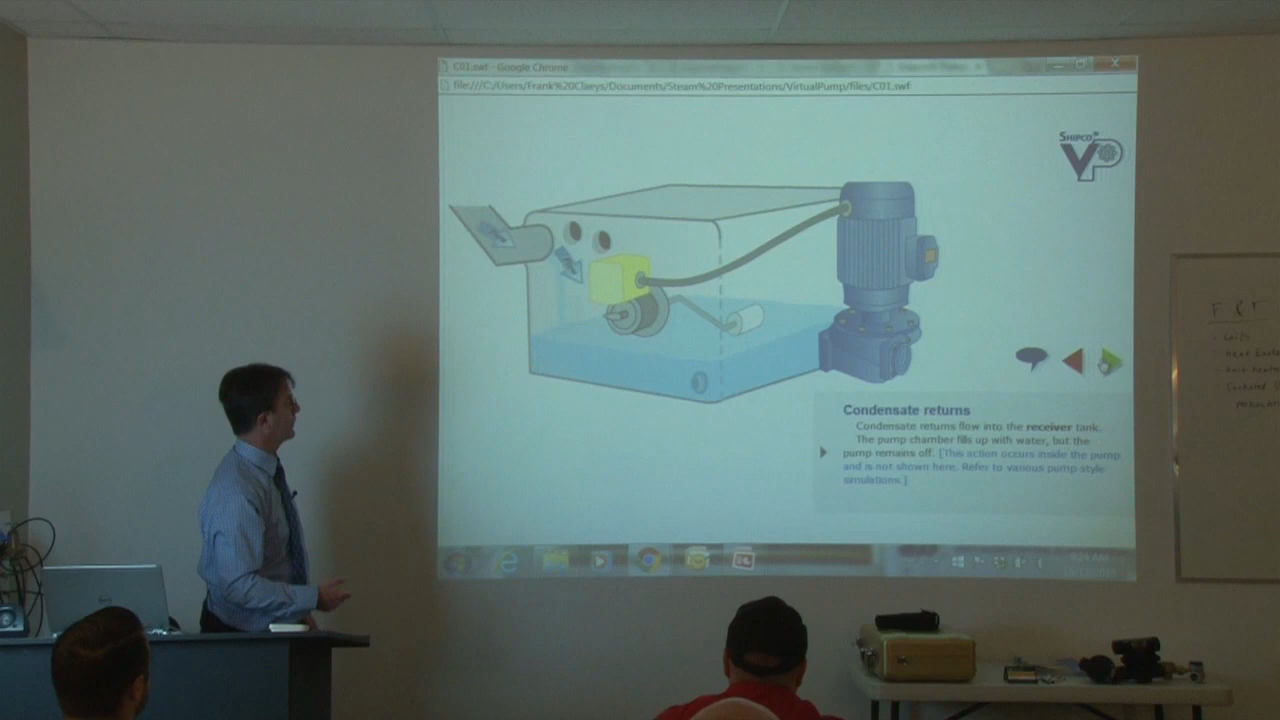 C01.swf - Google Chrome
file:///C:/Users/Frank%20Claeys/Documents/Steam%20Presentations/VirtualPump/files/C01.swf
SHIPCO®
VP
Condensate returns
Condensate returns flow into the receiver tank.
The pump chamber fills up with water, but the
pump remains off. [This action occurs inside the pump
and is not shown here. Refer to various pump style
simulations.]
F & T